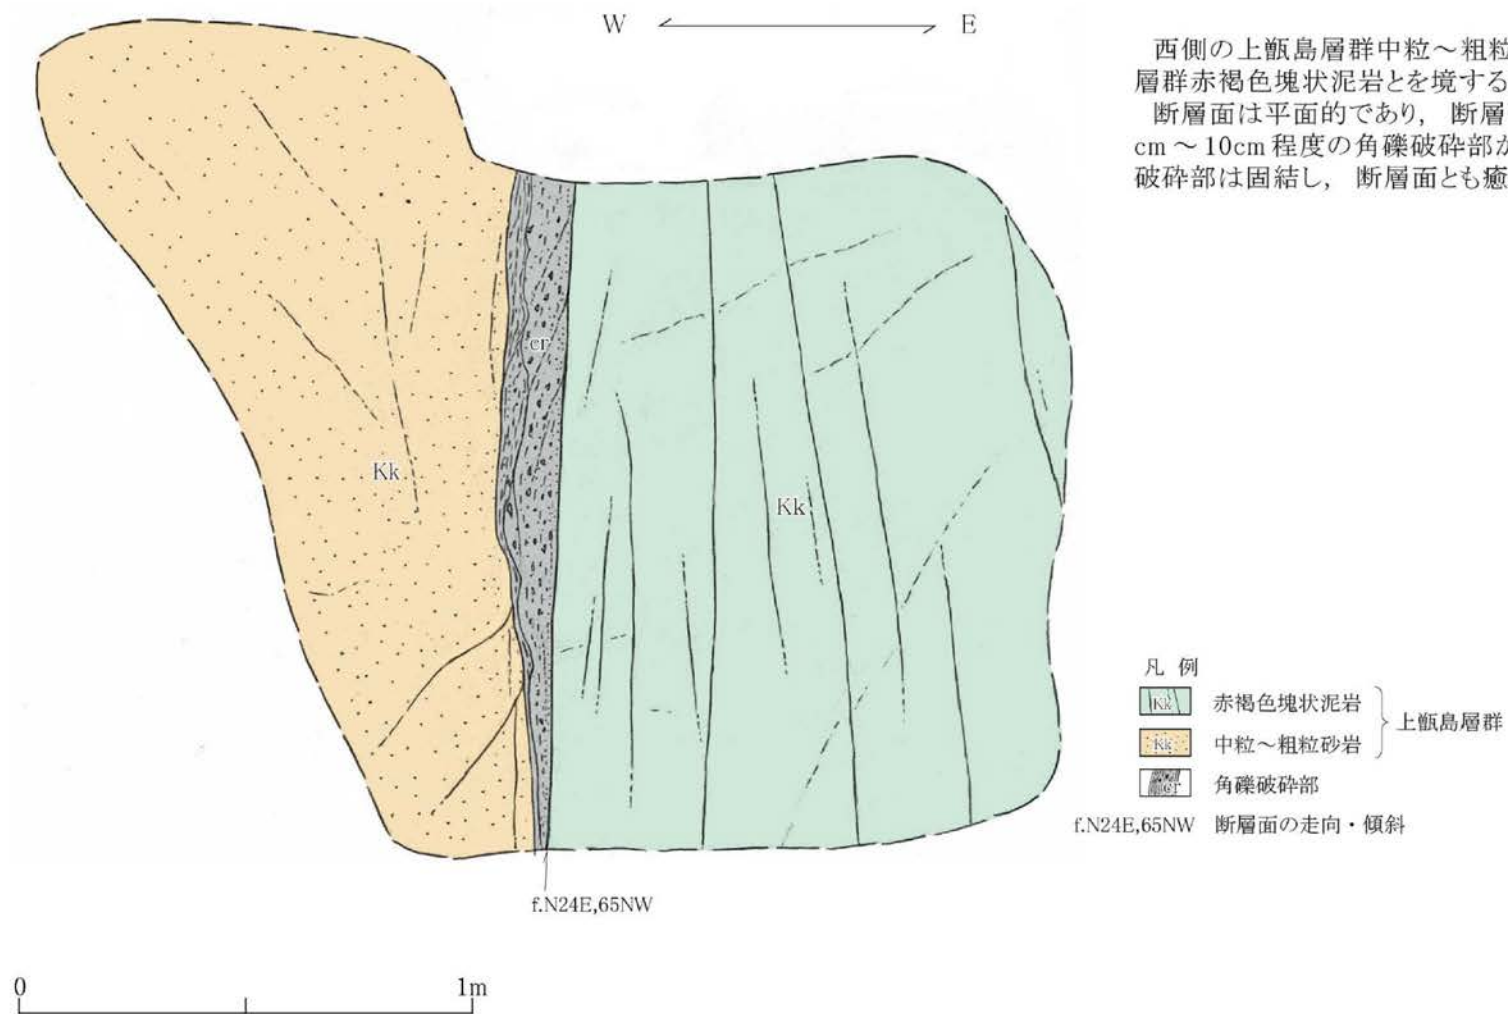 W E
西側の上甑島層群中粒～粗粒
層群赤褐色塊状泥岩とを境する
断層面は平面的であり，断層
cm～10cm程度の角礫破砕部が
破砕部は固結し，断層面とも癒
cr
Kk
Kk
凡 例
Kk 赤褐色塊状泥岩
Kk 中粒～粗粒砂岩
上甑島層群
cr 角礫破砕部
f.N24E,65NW 断層面の走向・傾斜
f.N24E,65NW
0 1m